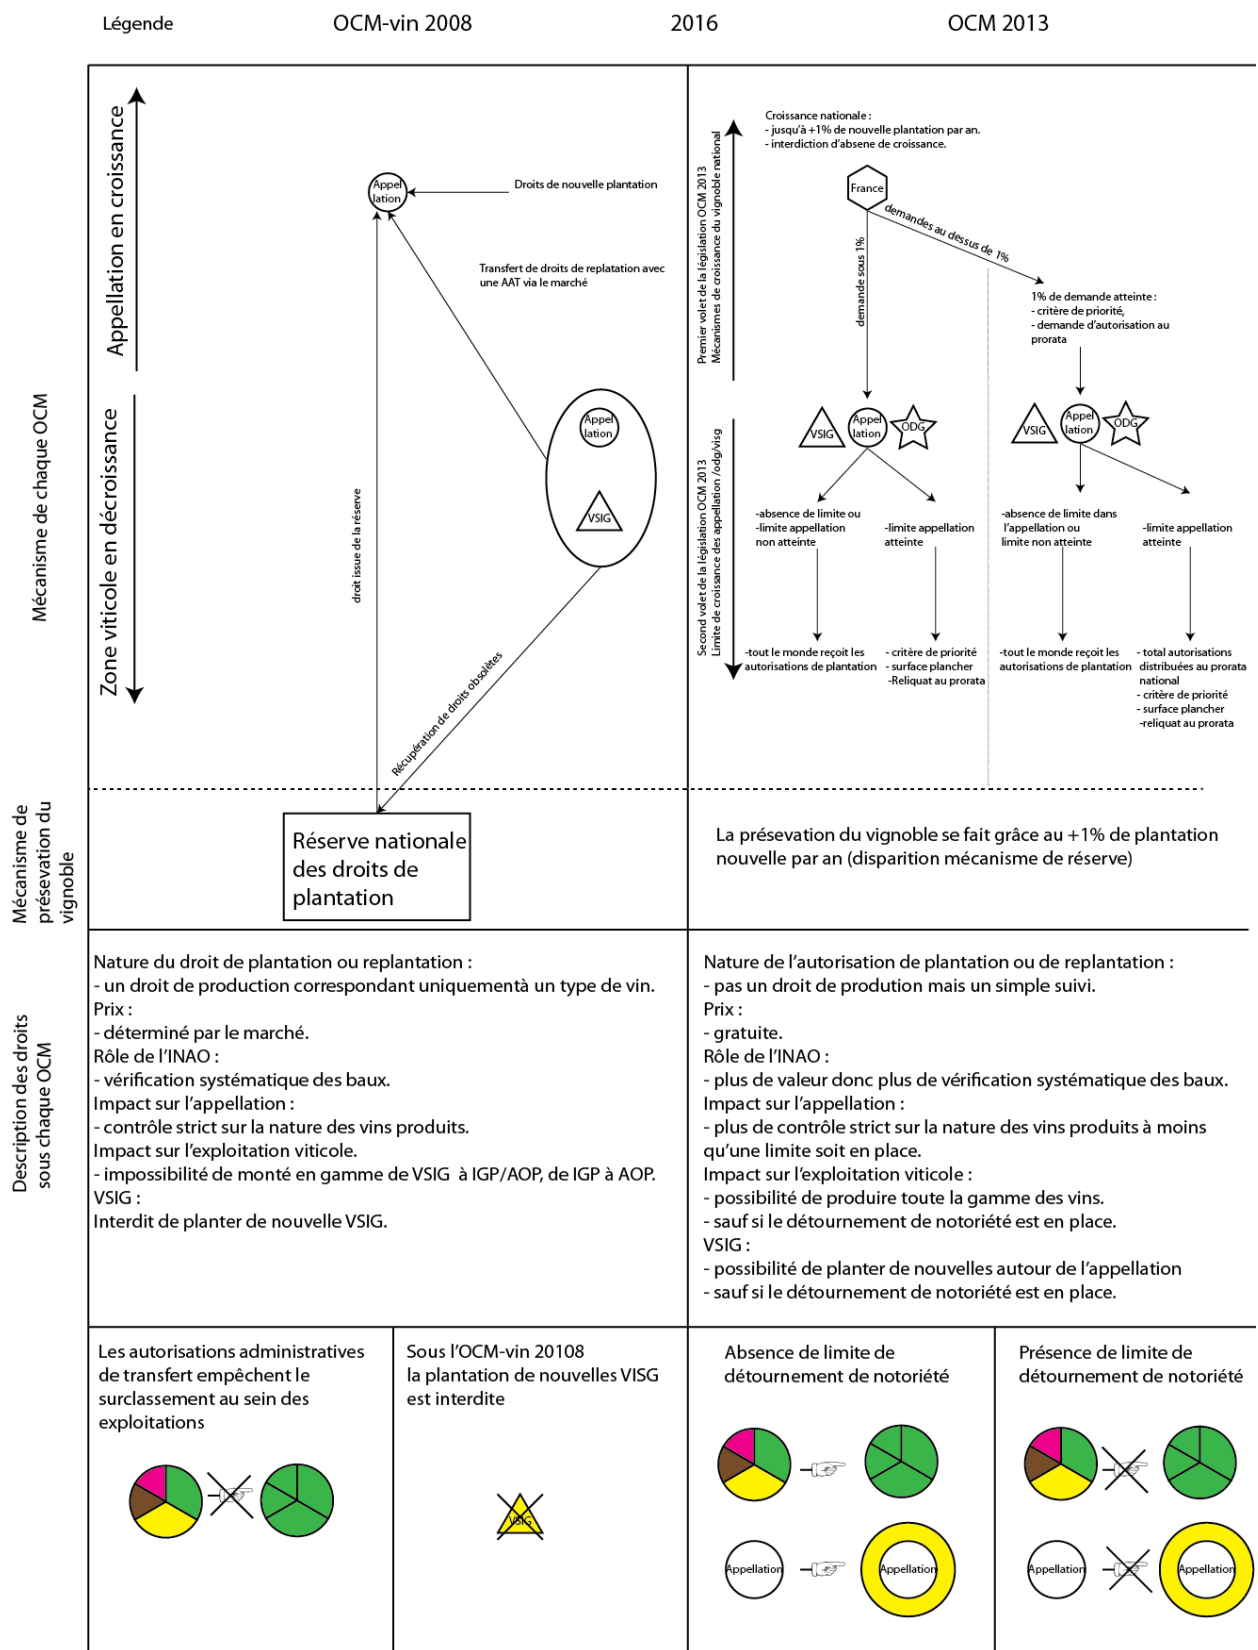 Légende
OCM-vin 2008
2016
OCM 2013
Mécanisme de chaque OCM
Appellation en croissance
Zone viticole en décroissance
Appel
lation
Droits de nouvelle plantation
Transfert de droits de replatation avec
une AAT via le marché
droit issue de la réserve
Appel
lation
VSIG
Récupération de droits obsolètes
Premier volet de la législation OCM 2013
Mécanismes de croissance du vignoble national
Second volet de la législation OCM 2013
Limite de croissance des appellation /odg/visg
Croissance nationale :
- jusqu'à +1% de nouvelle plantation par an.
- interdiction d'absene de croissance.
France
demandes au dessus de 1%
demande sous 1%
1% de demande atteinte :
- critère de priorité,
- demande d'autorisation au
prorata
VSIG
Appel
lation
ODG
VSIG
Appel
lation
ODG
-absence de limite ou
-limite appellation
non atteinte
-limite appellation
atteinte
-absence de limite dans
l'appellation ou
limite non atteinte
-limite appellation
atteinte
-tout le monde reçoit les
autorisations de plantation
- critère de priorité
- surface plancher
-Reliquat au prorata
-tout le monde reçoit les
autorisations de plantation
- total autorisations
distribuées au prorata
national
- critère de priorité
- surface plancher
-reliquat au prorata
Mécanisme de
présevation du
vignoble
Réserve nationale
des droits de
plantation
La présevation du vignoble se fait grâce au +1% de plantation
nouvelle par an (disparition mécanisme de réserve)
Description des droits
sous chaque OCM
Nature du droit de plantation ou replantation :
- un droit de production correspondant uniquementà un type de vin.
Prix :
- déterminé par le marché.
Rôle de l'INAO :
- vérification systématique des baux.
Impact sur l'appellation :
- contrôle strict sur la nature des vins produits.
Impact sur l'exploitation viticole.
- impossibilité de monté en gamme de VSIG à IGP/AOP, de IGP à AOP.
VSIG :
Interdit de planter de nouvelle VSIG.
Nature de l'autorisation de plantation ou de replantation :
- pas un droit de prodution mais un simple suivi.
Prix :
- gratuite.
Rôle de l'INAO :
- plus de valeur donc plus de vérification systématique des baux.
Impact sur l'appellation :
- plus de contrôle strict sur la nature des vins produits à moins
qu'une limite soit en place.
Impact sur l'exploitation viticole :
- possibilité de produire toute la gamme des vins.
- sauf si le détournement de notoriété est en place.
VSIG :
- possibilité de planter de nouvelles autour de l'appellation
- sauf si le détournement de notoriété est en place.
Les autorisations administratives
de transfert empêchent le
surclassement au sein des
exploitations
Sous l'OCM-vin 20108
la plantation de nouvelles VISG
est interdite
VSIG
Absence de limite de
détournement de notoriété
Appellation
Appellation
Présence de limite de
détournement de notoriété
Appellation
Appellation